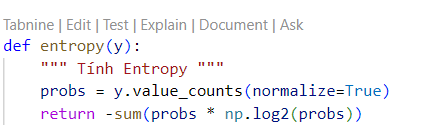 Tabnine | Edit | Test | Explain | Document | Ask
def entropy(y):
    """ Tính Entropy """
    probs = y.value_counts(normalize=True)
    return -sum(probs * np.log2(probs))